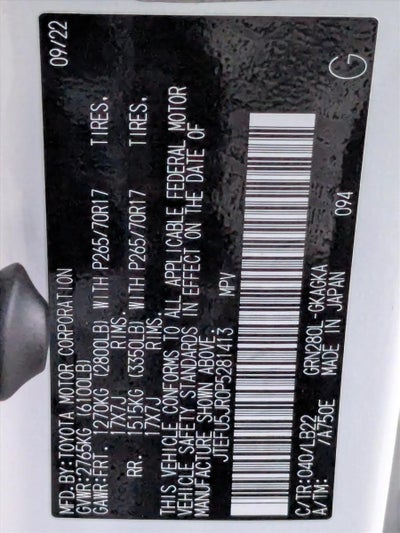 MFD.BY:TOYOTA MOTOR CORPORATION 09/22
GVWR:2765KG (6100LB)
GAWR:FRT. 1270KG (2800LB) WITH P265/70R17 TIRES,
17X7J RIMS.
RR. 1515KG (3350LB) WITH P265/70R17 TIRES,
17X7J RIMS.
THIS VEHICLE CONFORMS TO ALL APPLICABLE FEDERAL MOTOR
VEHICLE SAFETY STANDARDS IN EFFECT ON THE DATE OF
MANUFACTURE SHOWN ABOVE.
JTEFU5JR0P5281413 MPV
C/TR:040/LB22 GRN280L-GKAGKA 094 G
A/TM: /A750E MADE IN JAPAN